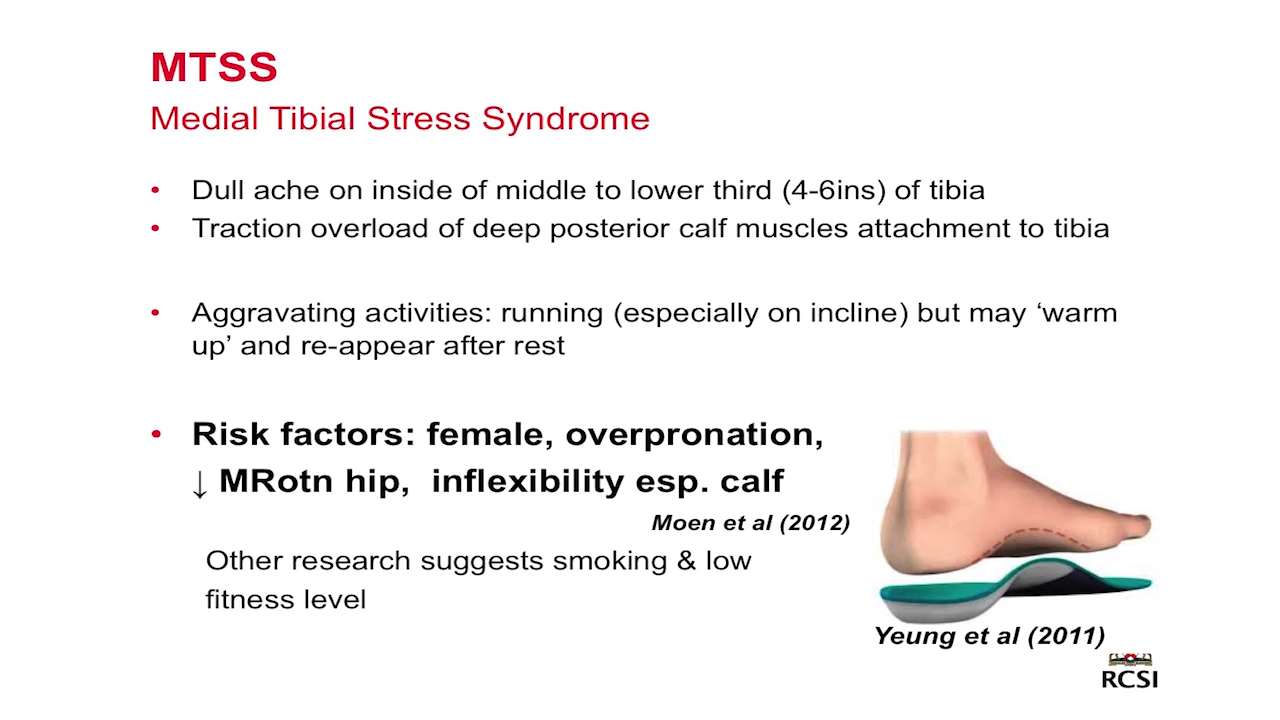 MTSS
Medial Tibial Stress Syndrome
• Dull ache on inside of middle to lower third (4-6ins) of tibia
• Traction overload of deep posterior calf muscles attachment to tibia
• Aggravating activities: running (especially on incline) but may ‘warm
up’ and re-appear after rest
• Risk factors: female, overpronation,
↓ MRotn hip, inflexibility esp. calf
Moen et al (2012)
Other research suggests smoking & low
fitness level
Yeung et al (2011)
RCSI